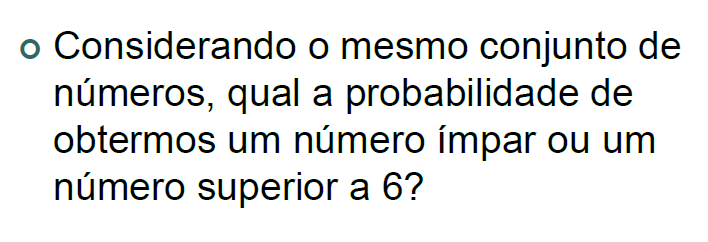 Considerando o mesmo conjunto de
números, qual a probabilidade de
obtermos um número ímpar ou um
número superior a 6?